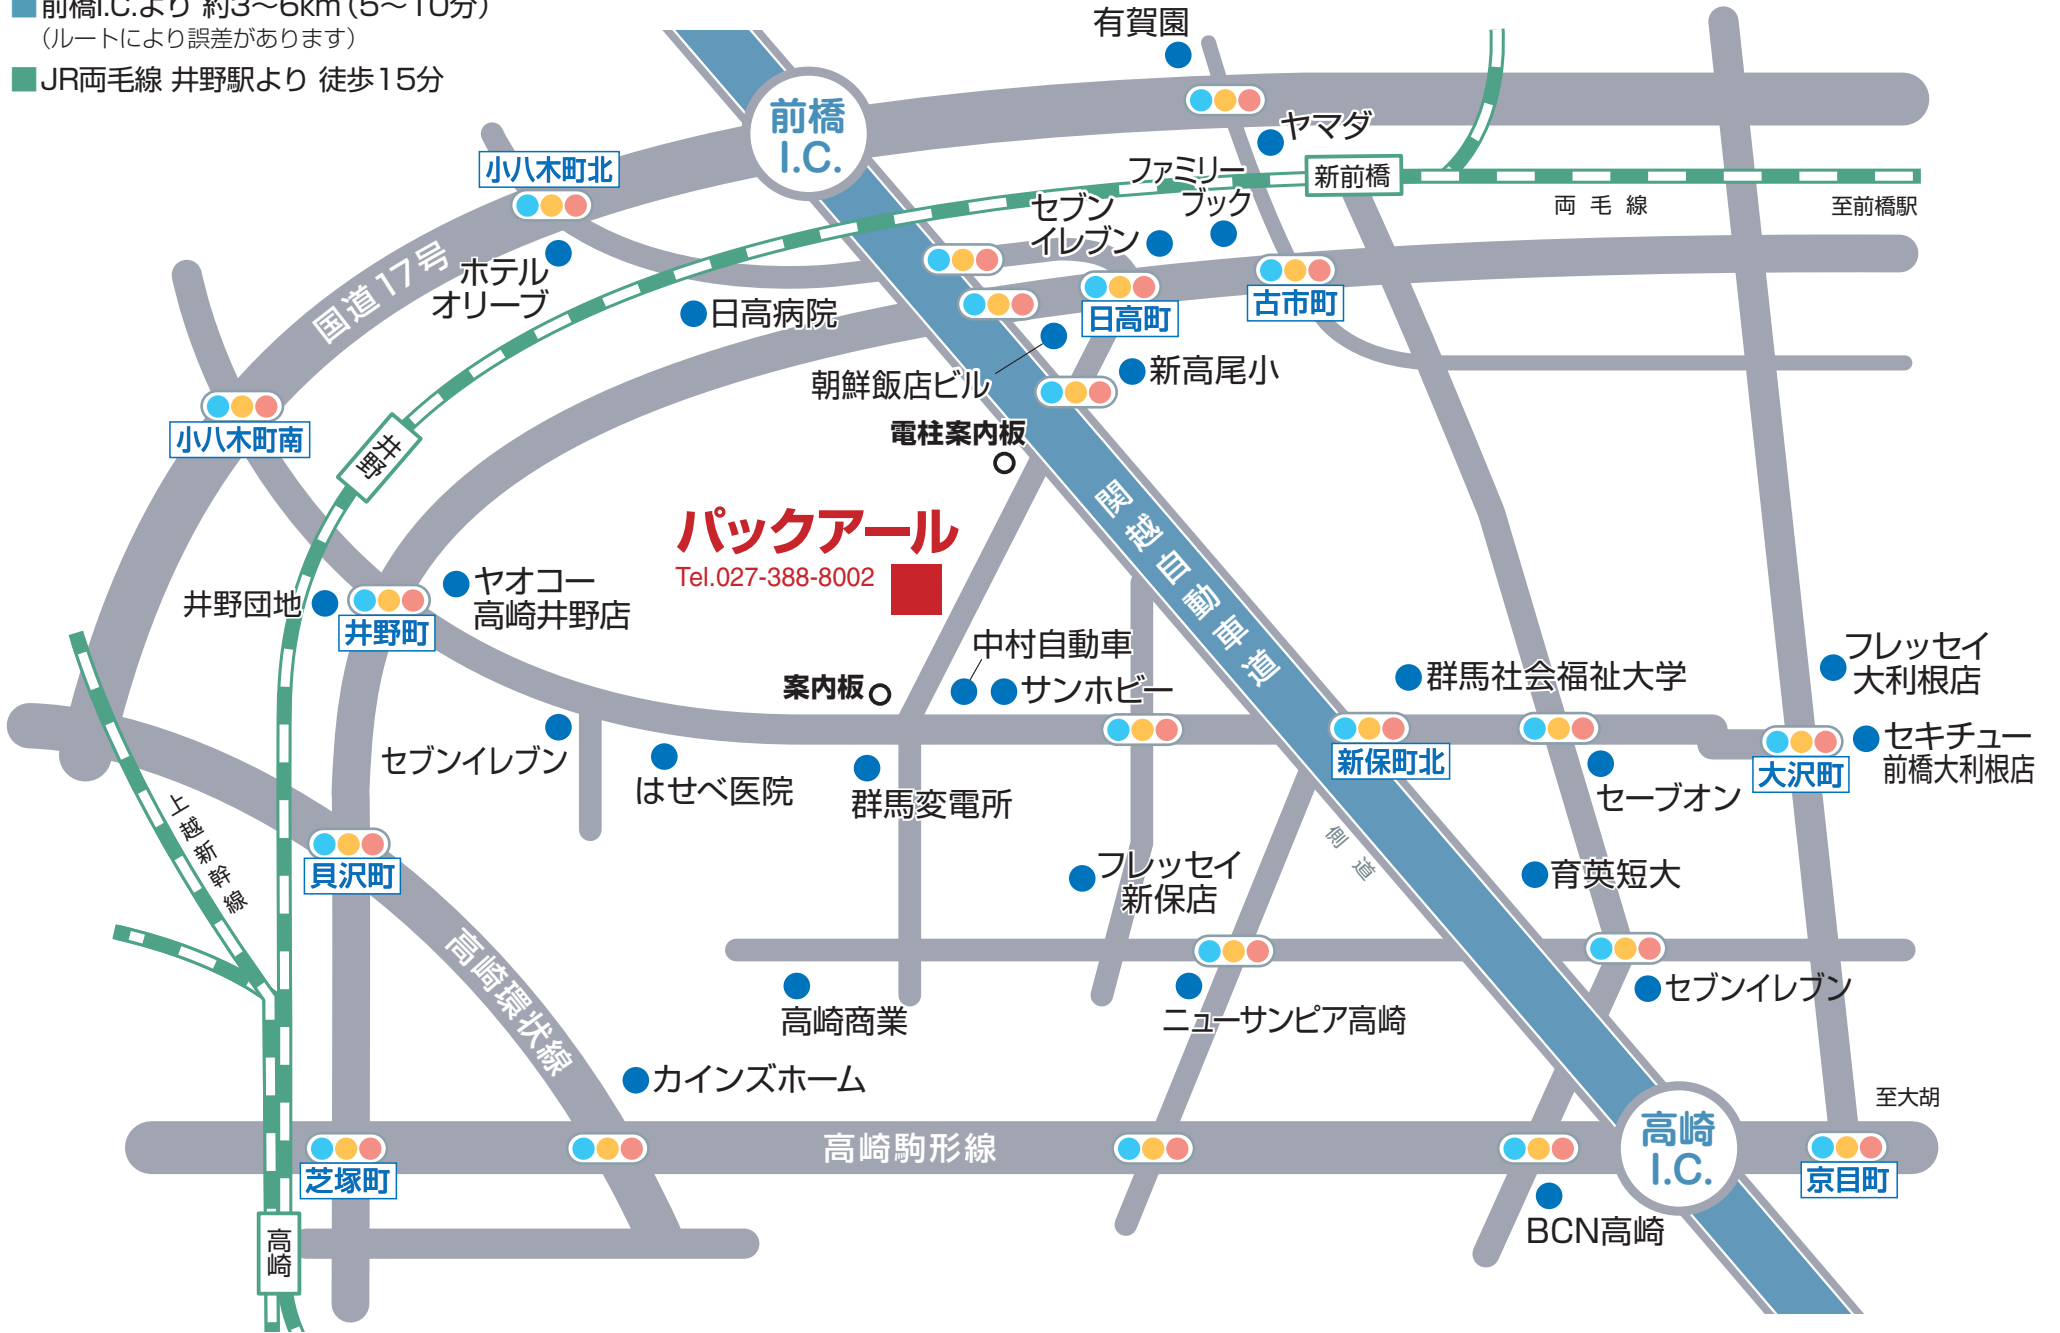 前橋I.C.より 約3～6km（5～10分）
（ルートにより誤差があります）
JR両毛線 井野駅より 徒歩15分
有賀園
前橋
I.C.
ヤマダ
小八木町北
ファミリー
ブック
新前橋
両毛線
至前橋駅
セブン
イレブン
国道17号
ホテル
オリーブ
日高病院
日高町
古市町
朝鮮飯店ビル
新高尾小
小八木町南
井野
電柱案内板
関越自動車道
パックアール
Tel.027-388-8002
井野団地
井野町
ヤオコー
高崎井野店
中村自動車
案内板
サンホビー
群馬社会福祉大学
フレッセイ
大利根店
セブンイレブン
はせべ医院
群馬変電所
新保町北
セーブオン
大沢町
セキチュー
前橋大利根店
上越新幹線
側道
貝沢町
フレッセイ
新保店
育英短大
高崎環状線
高崎商業
ニューサンピア高崎
セブンイレブン
カインズホーム
至大胡
芝塚町
高崎駒形線
高崎
I.C.
京目町
高崎
BCN高崎